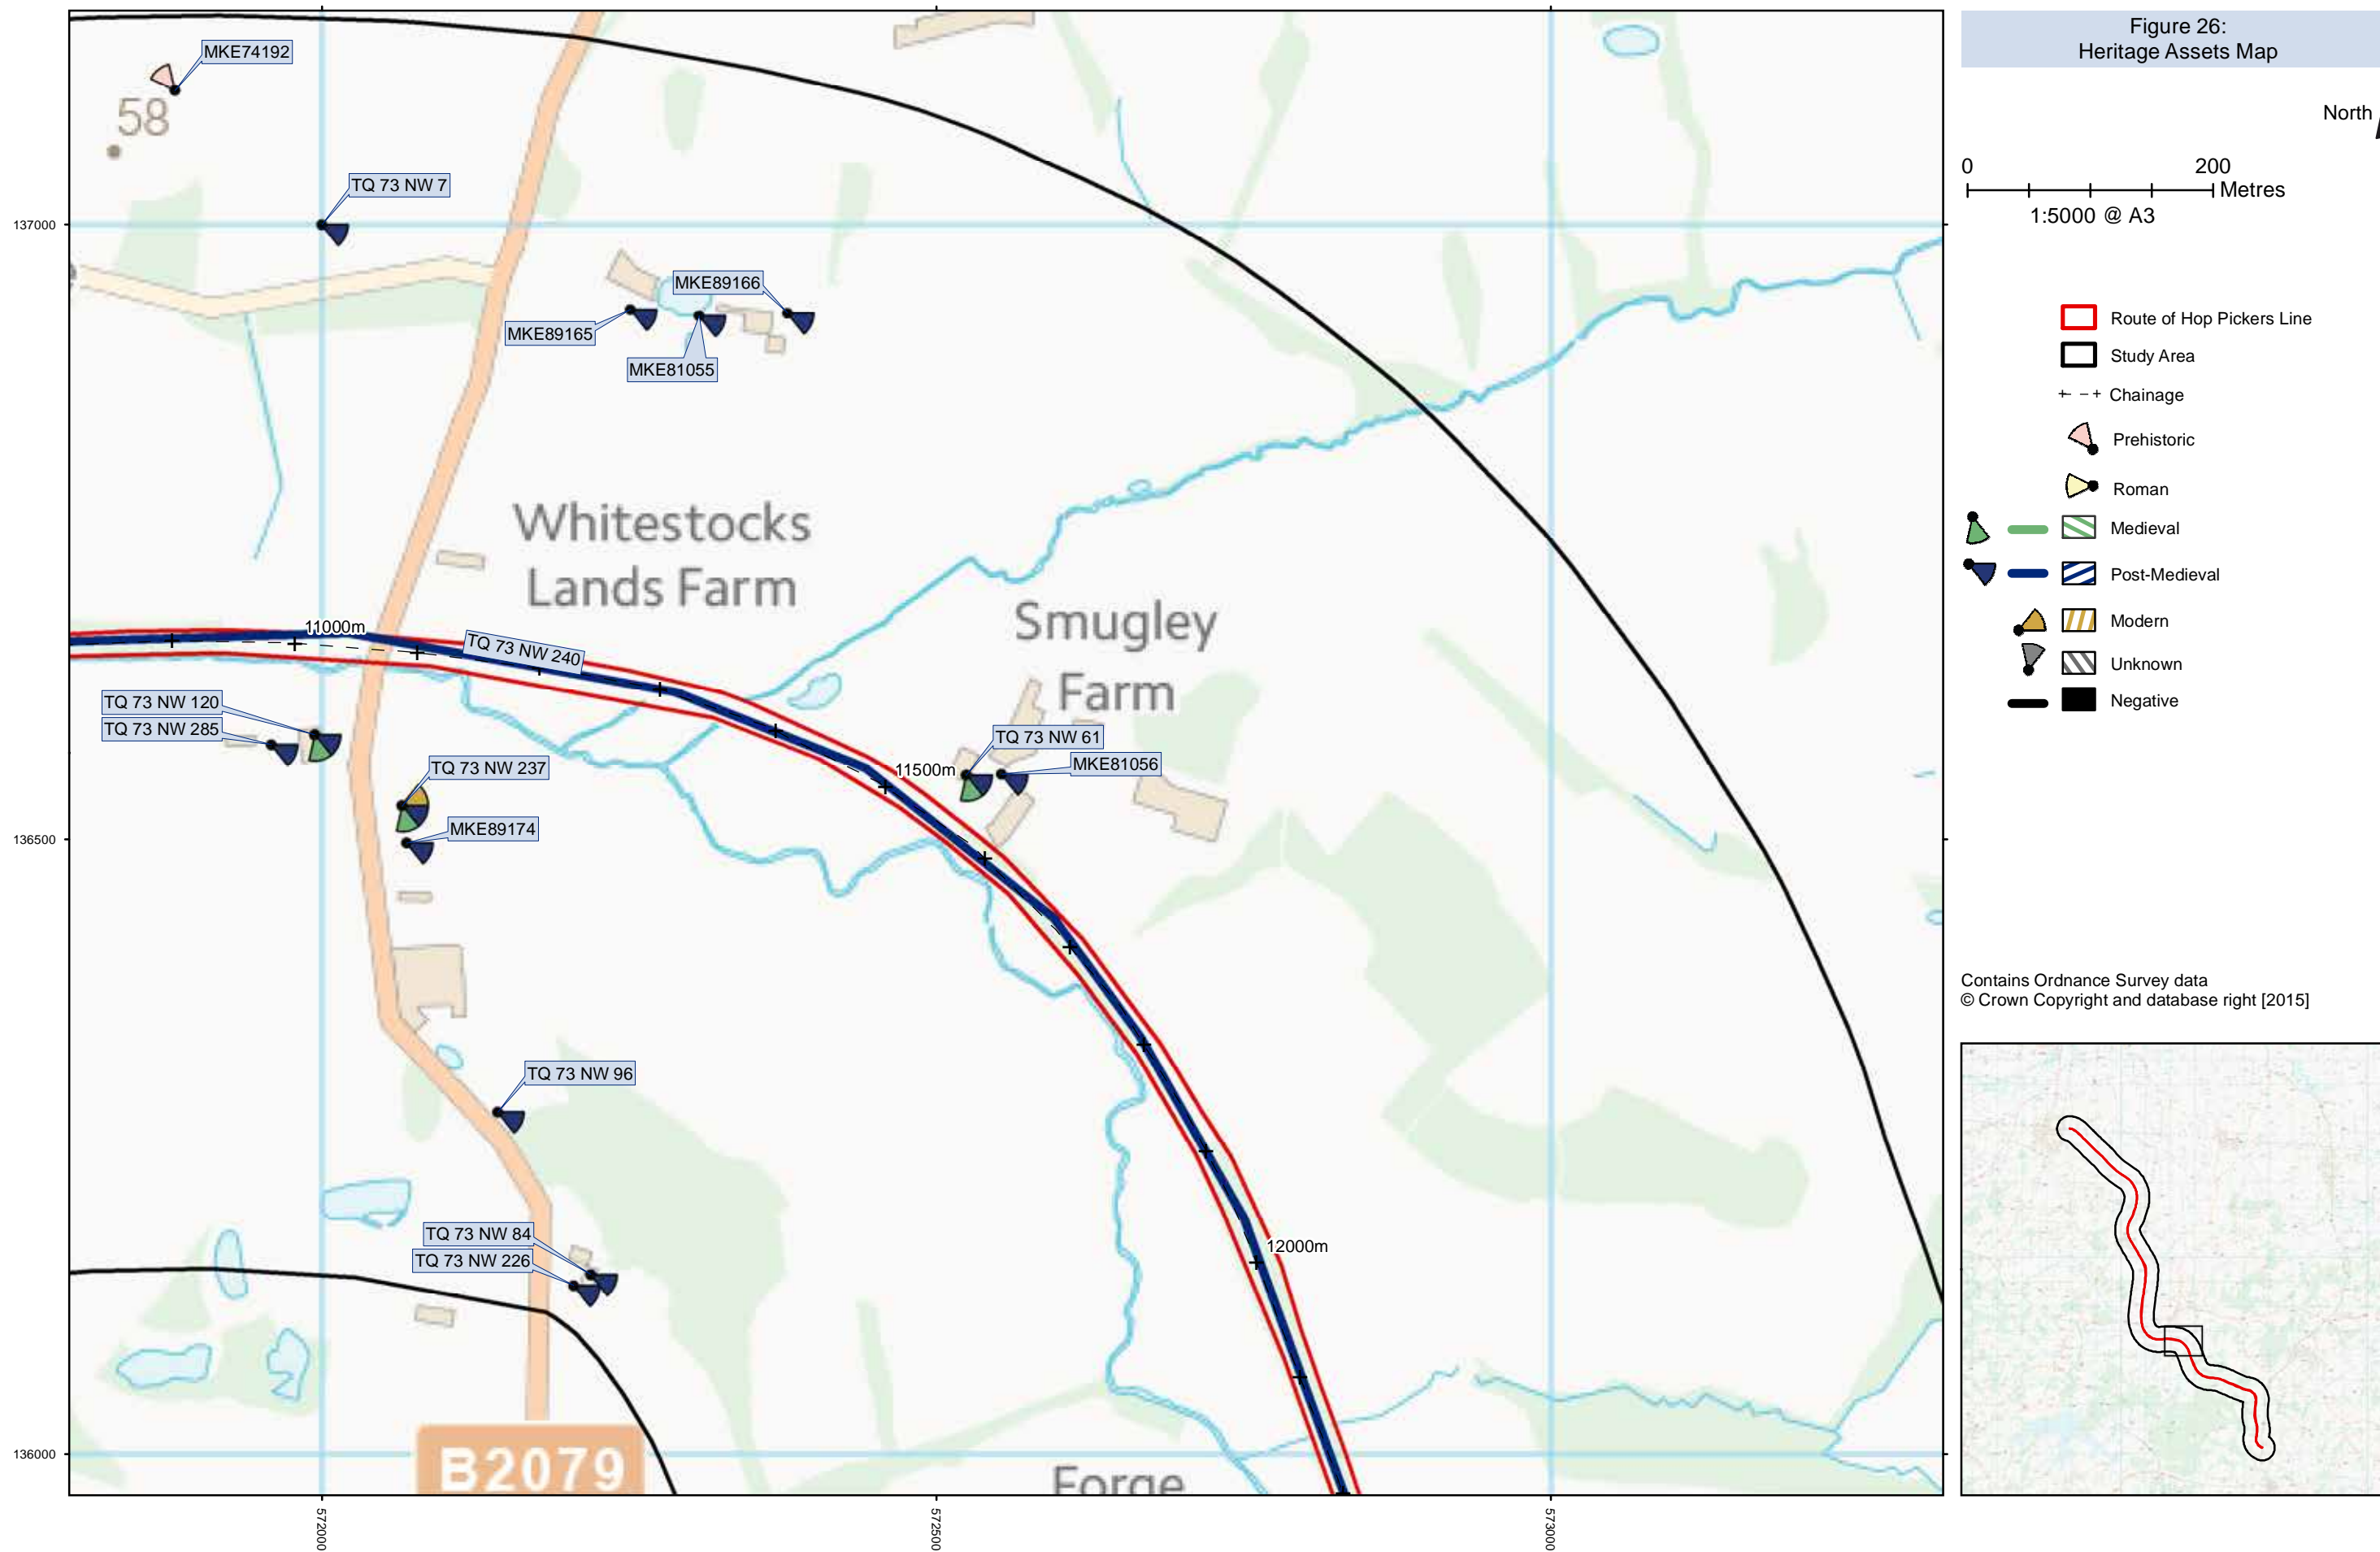 Figure 26:
Heritage Assets Map
North
0 200
Metres
1:5000 @ A3
Route of Hop Pickers Line
Study Area
Chainage
Prehistoric
Roman
Medieval
Post-Medieval
Modern
Unknown
Negative
Contains Ordnance Survey data
© Crown Copyright and database right [2015]
MKE74192
58
TQ 73 NW 7
137000
MKE89166
MKE89165
MKE81055
Whitestocks
Lands Farm
Smugley
Farm
11000m
TQ 73 NW 240
TQ 73 NW 120
TQ 73 NW 285
TQ 73 NW 61
MKE81056
11500m
TQ 73 NW 237
MKE89174
136500
TQ 73 NW 96
TQ 73 NW 84
TQ 73 NW 226
12000m
136000
B2079
Forge
572000
572500
573000